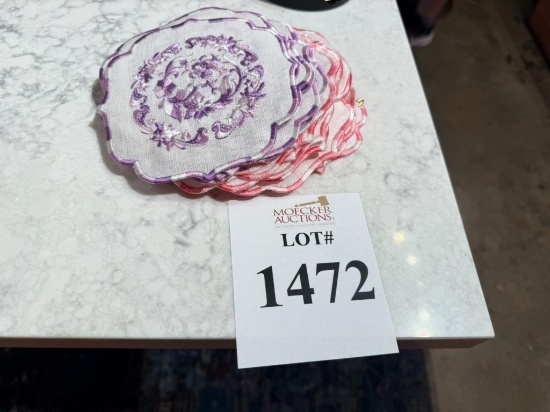 MOECKER
AUCTIONS
LOT#
1472